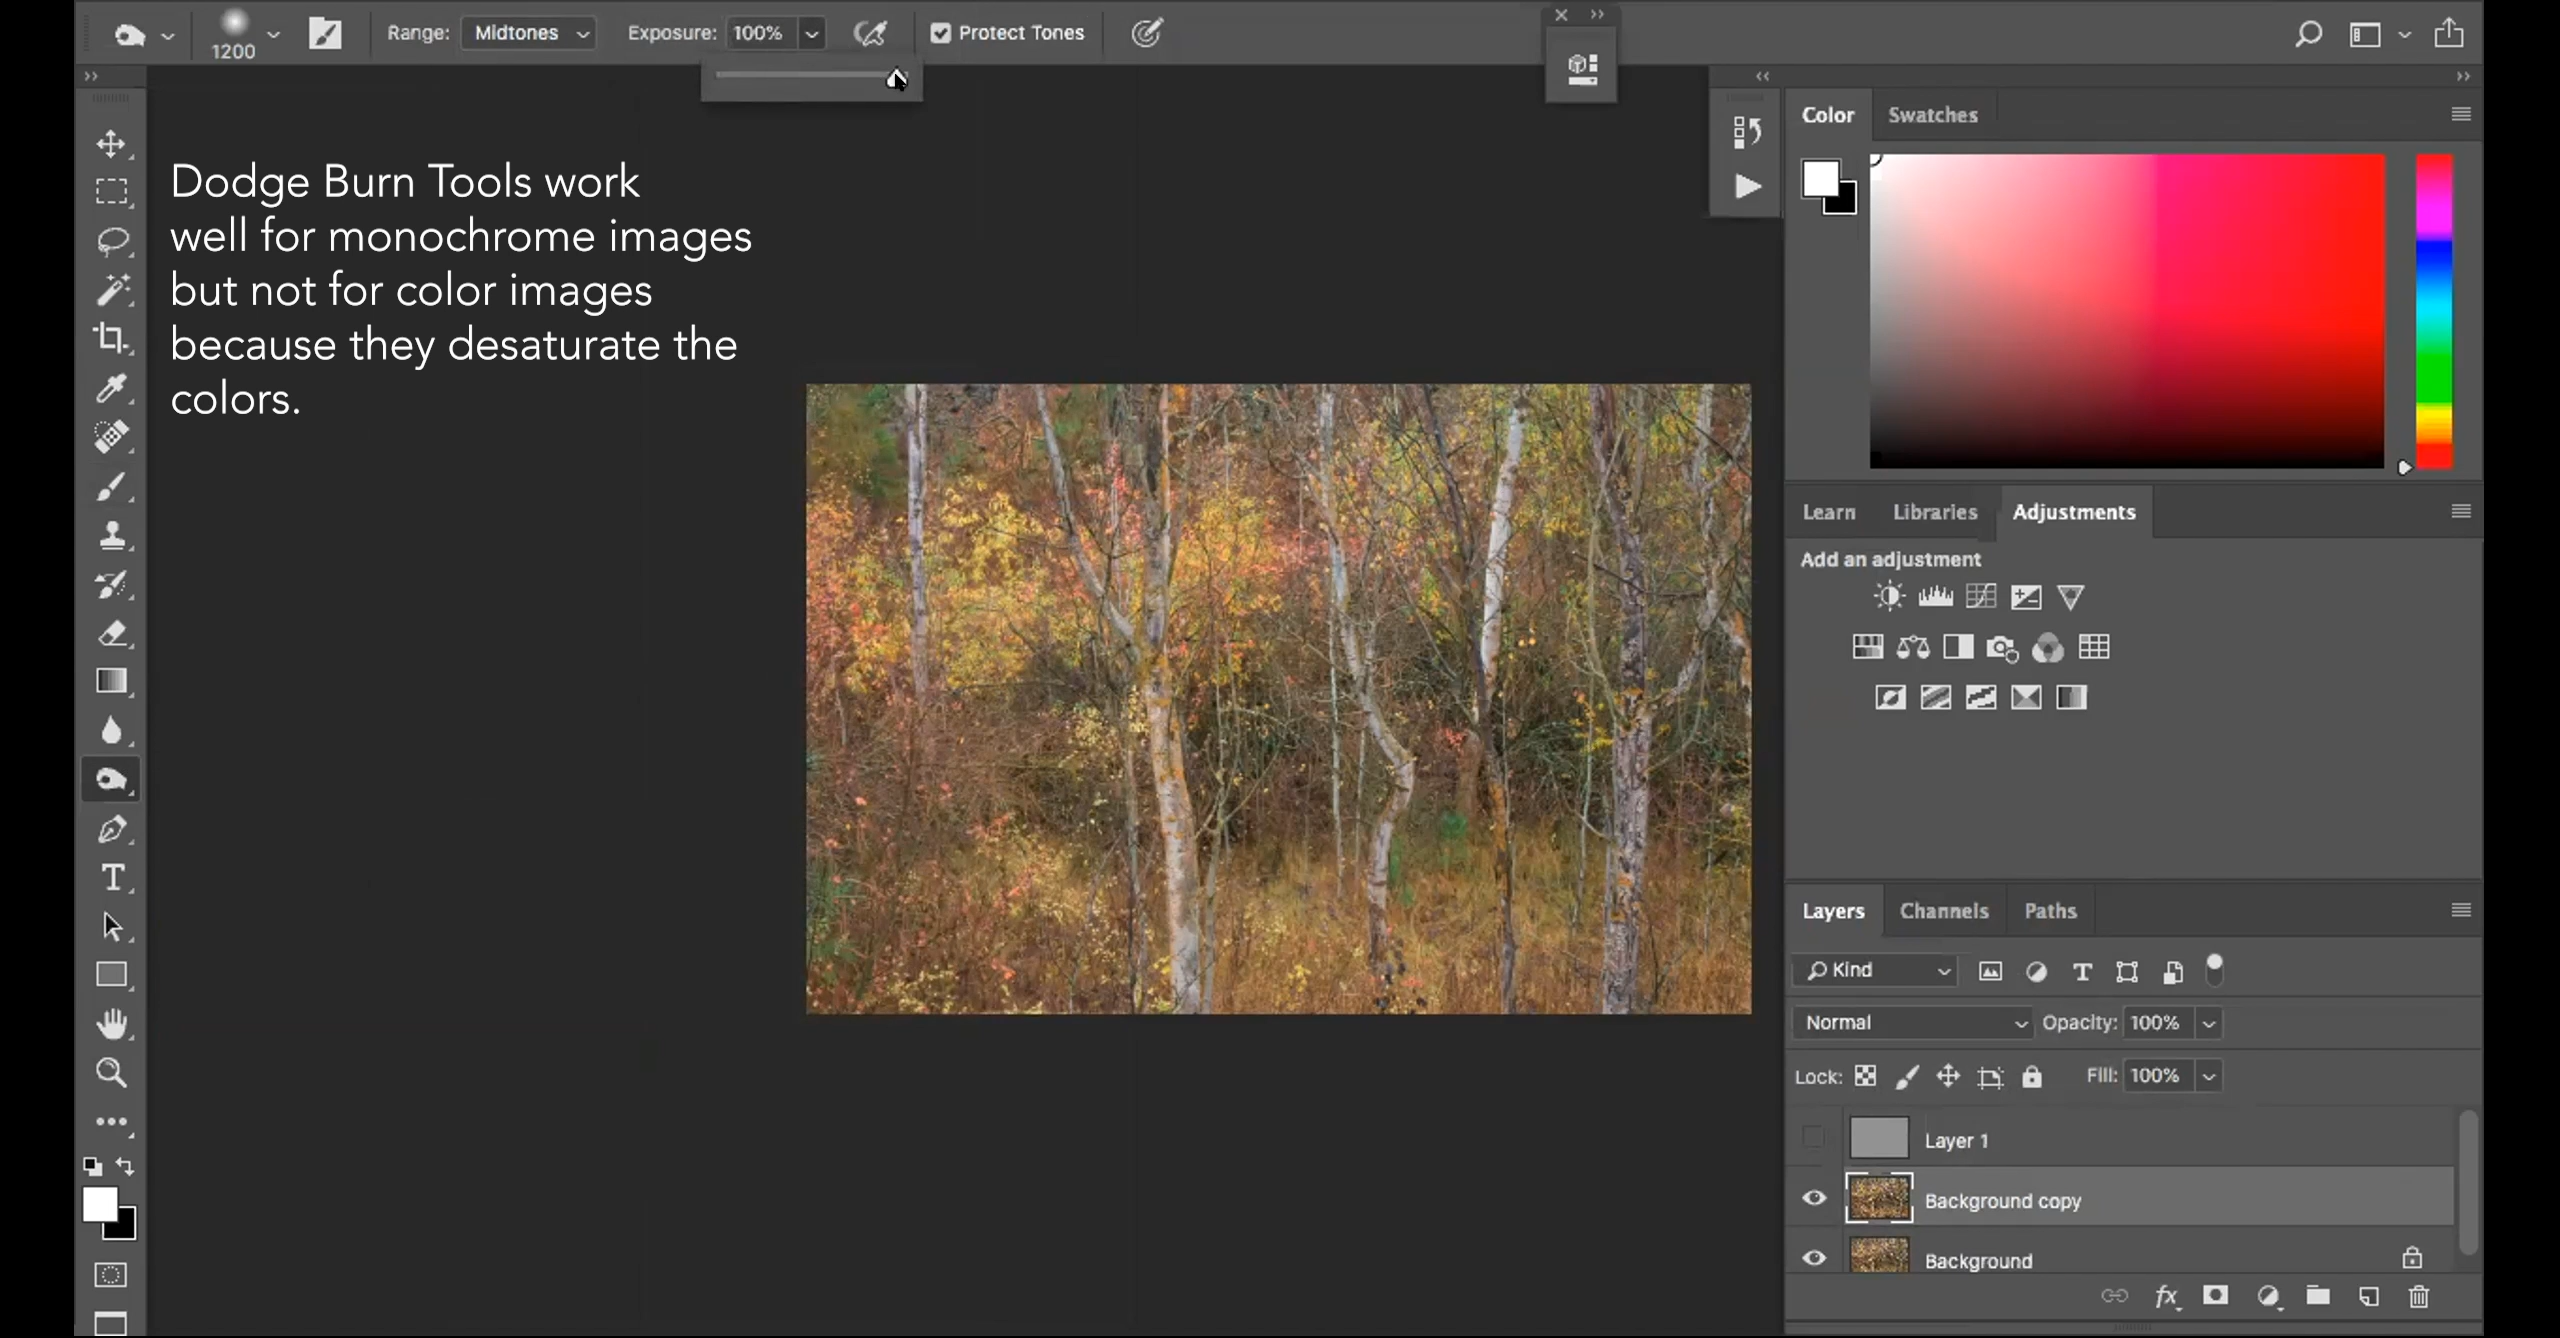 1200
Range: Midtones
Exposure: 100%
Protect Tones
Dodge Burn Tools work
well for monochrome images
but not for color images
because they desaturate the
colors.
Color
Swatches
Learn
Libraries
Adjustments
Add an adjustment
Layers
Channels
Paths
Kind
Normal
Opacity: 100%
Lock:
Fill: 100%
Layer 1
Background copy
Background